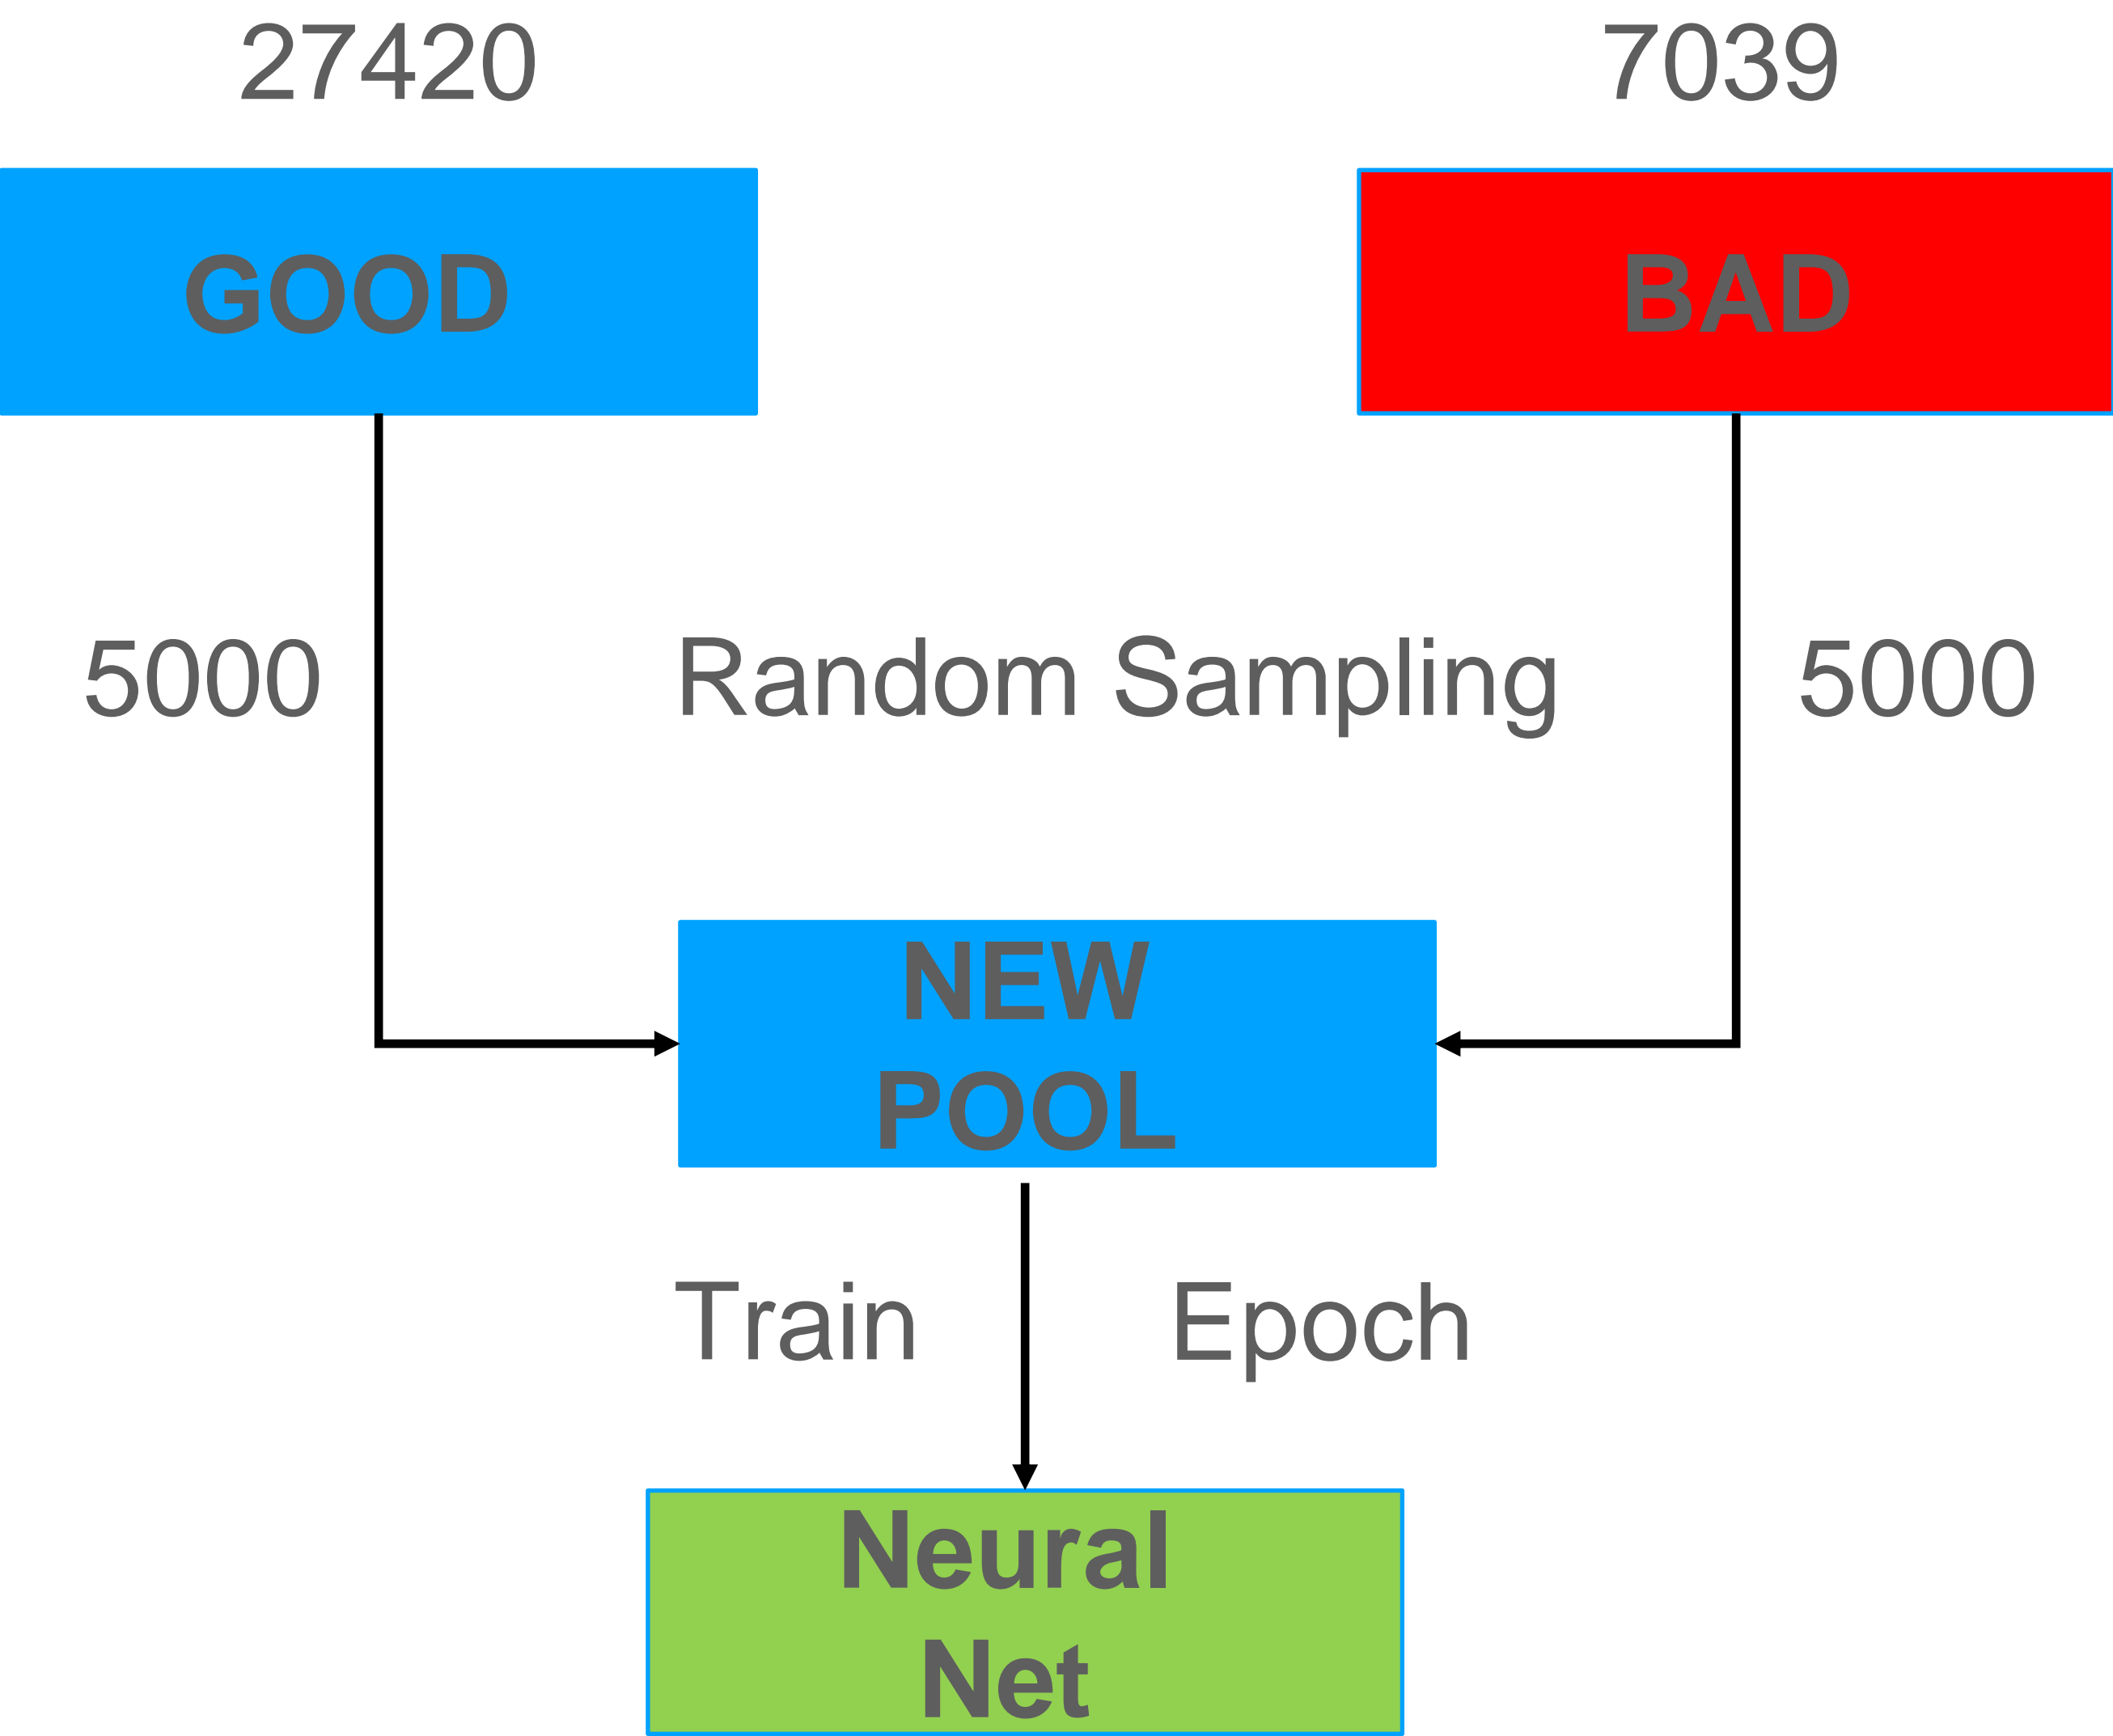 27420
7039
GOOD
BAD
5000
Random Sampling
5000
NEW
POOL
Train
Epoch
Neural
Net